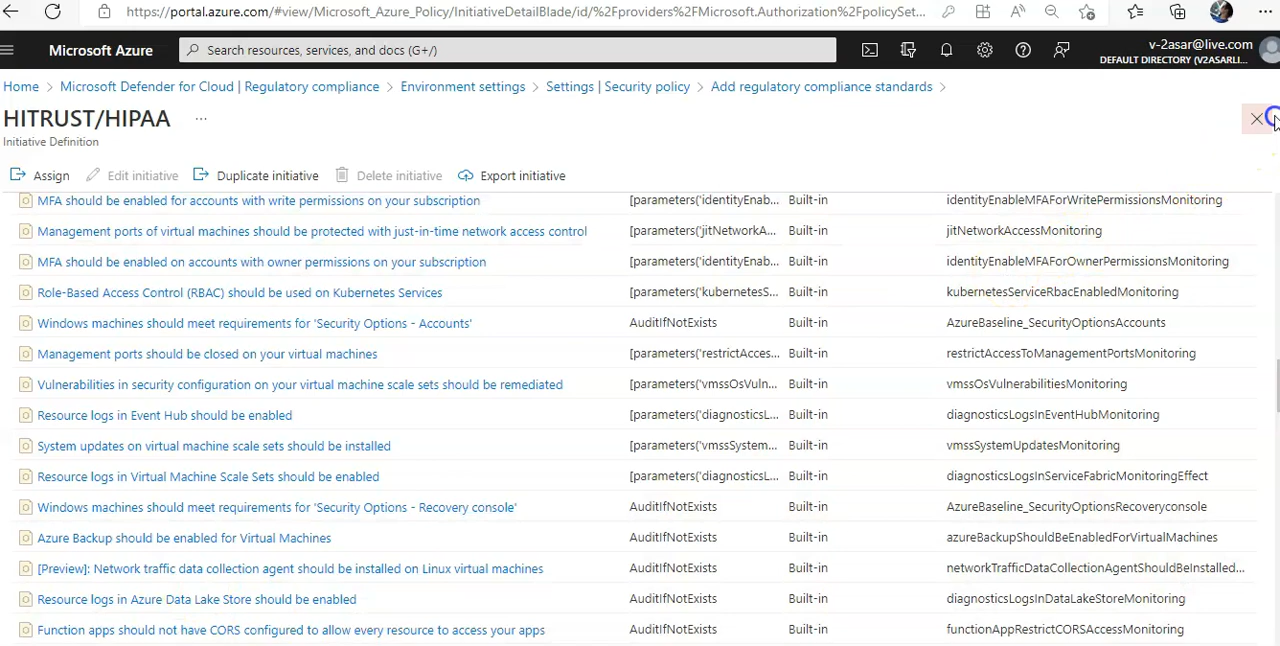 https://portal.azure.com/#view/Microsoft_Azure_Policy/InitiativeDetailBlade/id/%2Fproviders%2FMicrosoft.Authorization%2FpolicySet...
Microsoft Azure
Search resources, services, and docs (G+/)
v-2asar@live.com
DEFAULT DIRECTORY (V2ASARLI...
Home > Microsoft Defender for Cloud | Regulatory compliance > Environment settings > Settings | Security policy > Add regulatory compliance standards >
HITRUST/HIPAA ...
Initiative Definition
Assign Edit initiative Duplicate initiative Delete initiative Export initiative
MFA should be enabled for accounts with write permissions on your subscription [parameters('identityEnab... Built-in identityEnableMFAForWritePermissionsMonitoring
Management ports of virtual machines should be protected with just-in-time network access control [parameters('jitNetworkA... Built-in jitNetworkAccessMonitoring
MFA should be enabled on accounts with owner permissions on your subscription [parameters('identityEnab... Built-in identityEnableMFAForOwnerPermissionsMonitoring
Role-Based Access Control (RBAC) should be used on Kubernetes Services [parameters('kubernetesS... Built-in kubernetesServiceRbacEnabledMonitoring
Windows machines should meet requirements for 'Security Options - Accounts' AuditIfNotExists Built-in AzureBaseline_SecurityOptionsAccounts
Management ports should be closed on your virtual machines [parameters('restrictAcces... Built-in restrictAccessToManagementPortsMonitoring
Vulnerabilities in security configuration on your virtual machine scale sets should be remediated [parameters('vmssOsVuln... Built-in vmssOsVulnerabilitiesMonitoring
Resource logs in Event Hub should be enabled [parameters('diagnosticsL... Built-in diagnosticsLogsInEventHubMonitoring
System updates on virtual machine scale sets should be installed [parameters('vmssSystem... Built-in vmssSystemUpdatesMonitoring
Resource logs in Virtual Machine Scale Sets should be enabled [parameters('diagnosticsL... Built-in diagnosticsLogsInServiceFabricMonitoringEffect
Windows machines should meet requirements for 'Security Options - Recovery console' AuditIfNotExists Built-in AzureBaseline_SecurityOptionsRecoveryconsole
Azure Backup should be enabled for Virtual Machines AuditIfNotExists Built-in azureBackupShouldBeEnabledForVirtualMachines
[Preview]: Network traffic data collection agent should be installed on Linux virtual machines AuditIfNotExists Built-in networkTrafficDataCollectionAgentShouldBeInstalled...
Resource logs in Azure Data Lake Store should be enabled AuditIfNotExists Built-in diagnosticsLogsInDataLakeStoreMonitoring
Function apps should not have CORS configured to allow every resource to access your apps AuditIfNotExists Built-in functionAppRestrictCORSAccessMonitoring